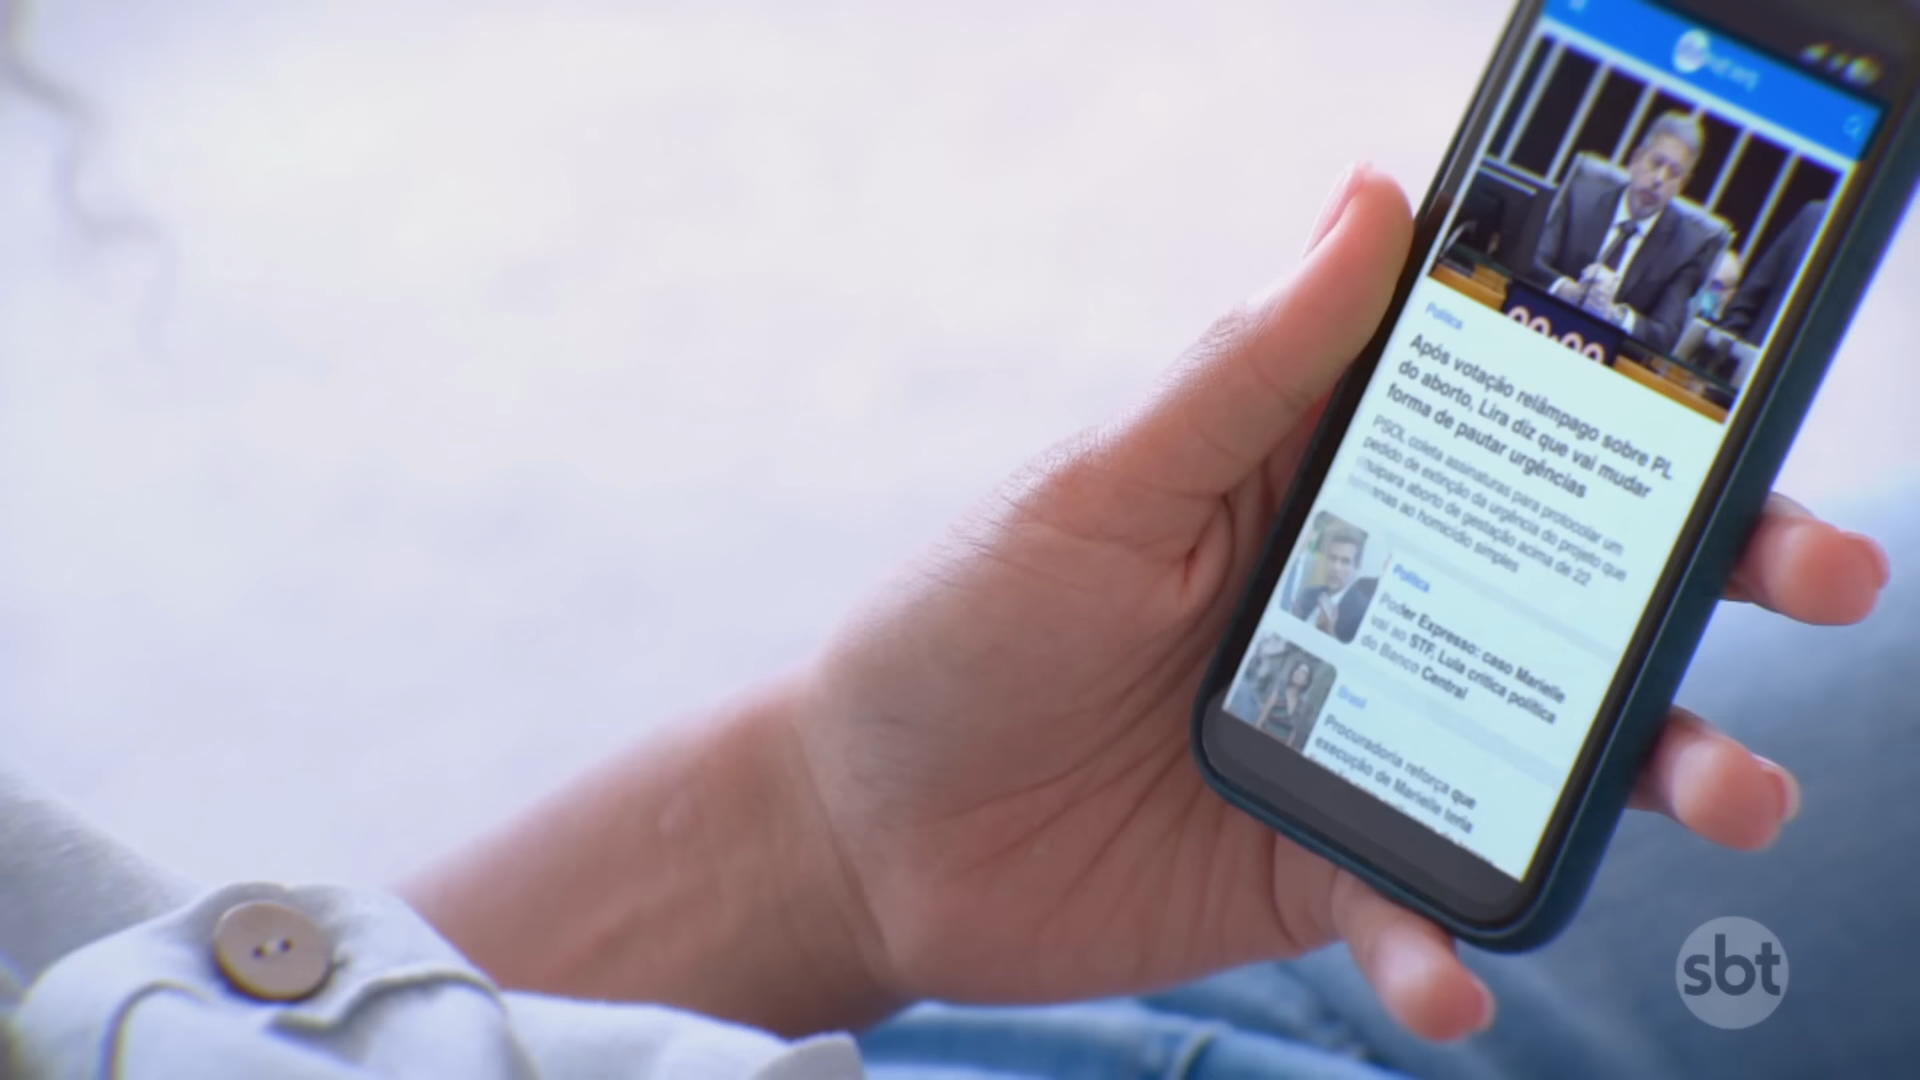 news
Política
00:00
Após votação relâmpago sobre PL
do aborto, Lira diz que vai mudar
forma de pautar urgências
PSOL coleta assinaturas para protocolar um
pedido de extinção da urgência do projeto que
equipara aborto de gestação acima de 22
semanas ao homicídio simples
Política
Poder Expresso: caso Marielle
vai ao STF, Lula critica política
do Banco Central
Brasil
Procuradoria reforça que
execução de Marielle teria
sbt